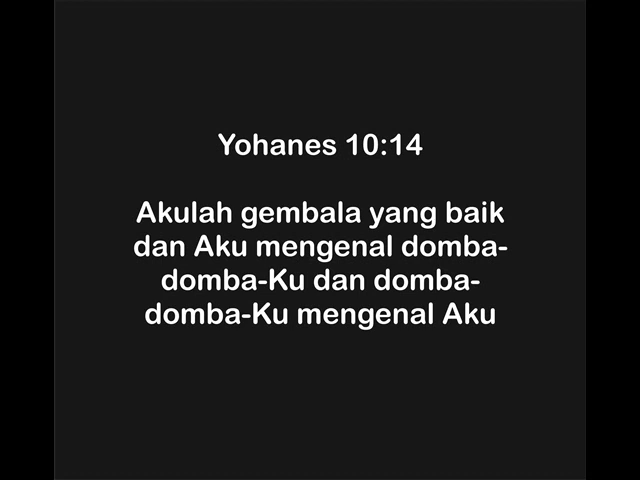 Yohanes 10:14
Akulah gembala yang baik
dan Aku mengenal domba-
domba-Ku dan domba-
domba-Ku mengenal Aku